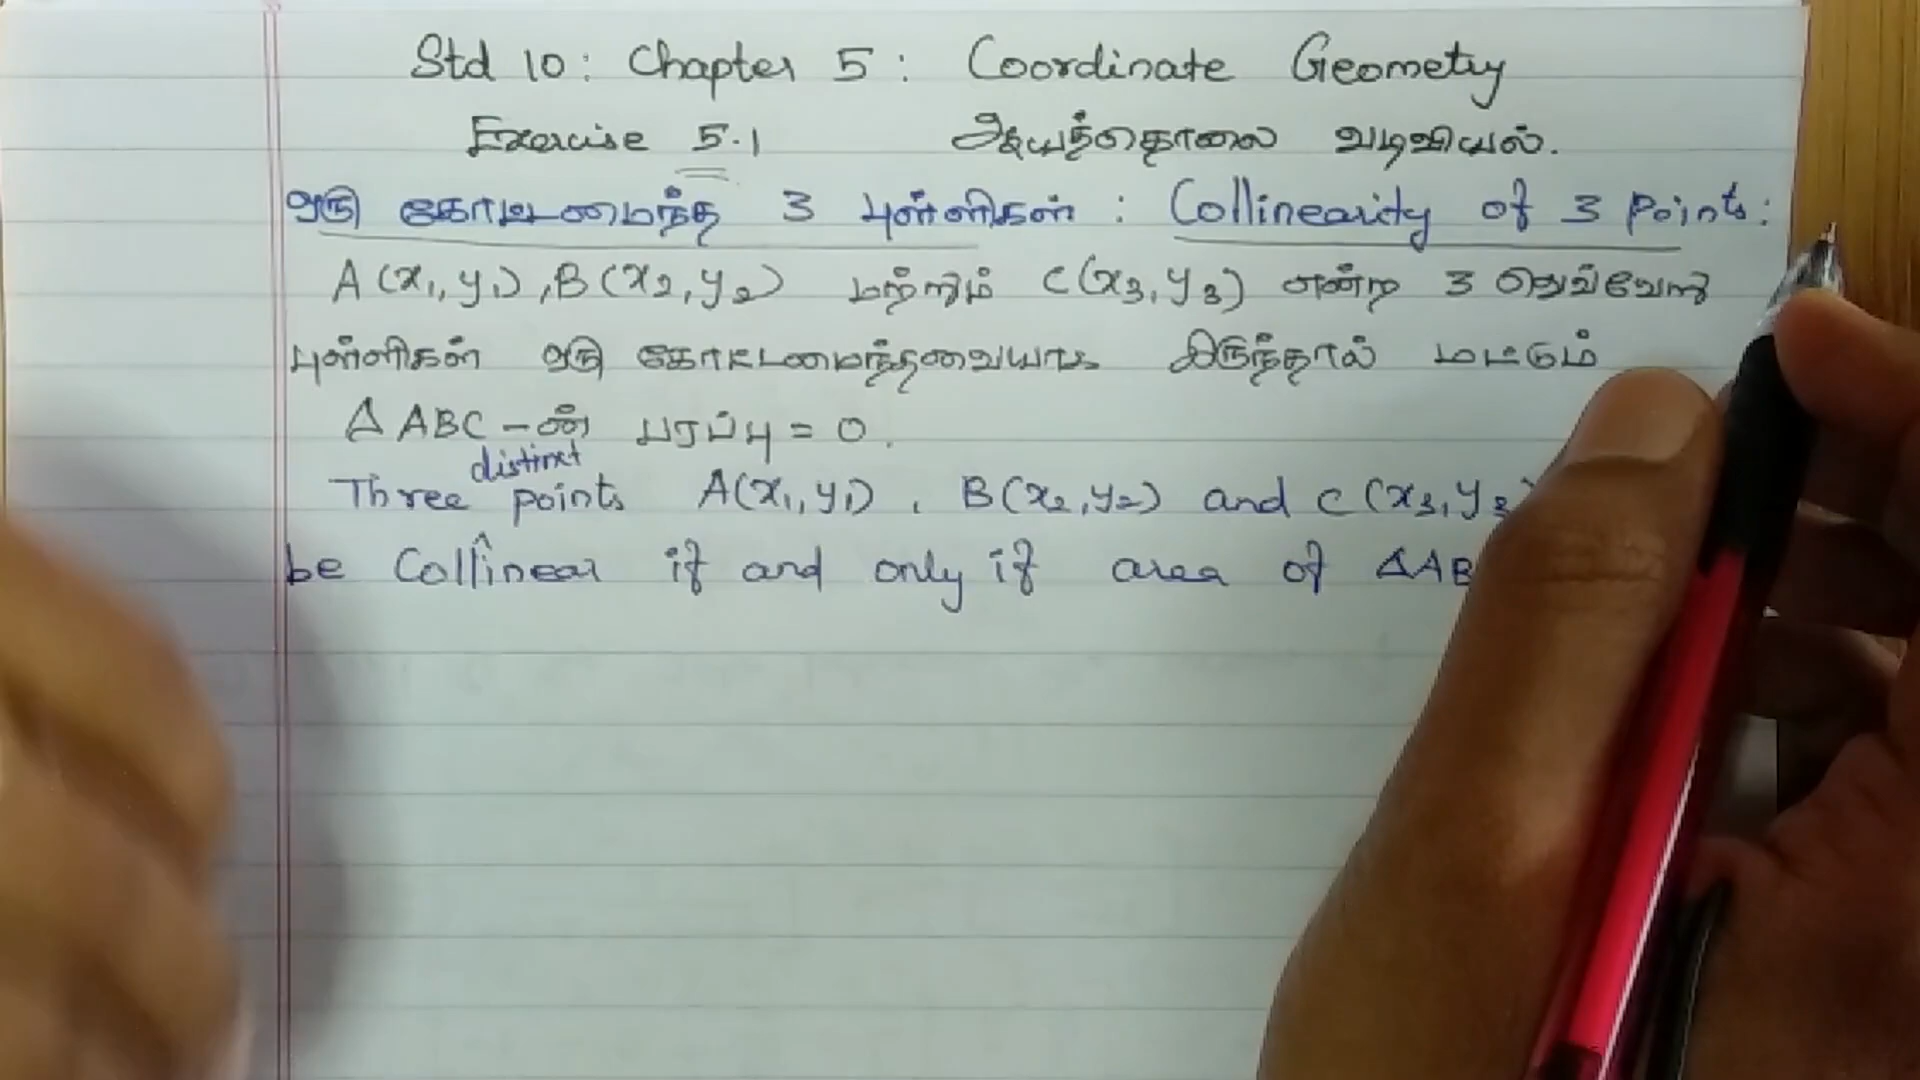 Std 10: Chapter 5: Coordinate Geometry
Exercise 5.1 ஆயத்தொலை வடிவியல்.
ஒரு கோடமைந்த 3 புள்ளிகள் : Collinearity of 3 Points:
A(x₁,y₁), B(x₂,y₂) மற்றும் C(x₃,y₃) என்ற 3 வெவ்வேறு
புள்ளிகள் ஒரு கோடமைந்தவையாக இருந்தால் மட்டும்
Δ ABC-ன் பரப்பு = 0.
distinct
Three points A(x₁,y₁), B(x₂,y₂) and C(x₃,y₃
be Collinear if and only if area of ΔAB